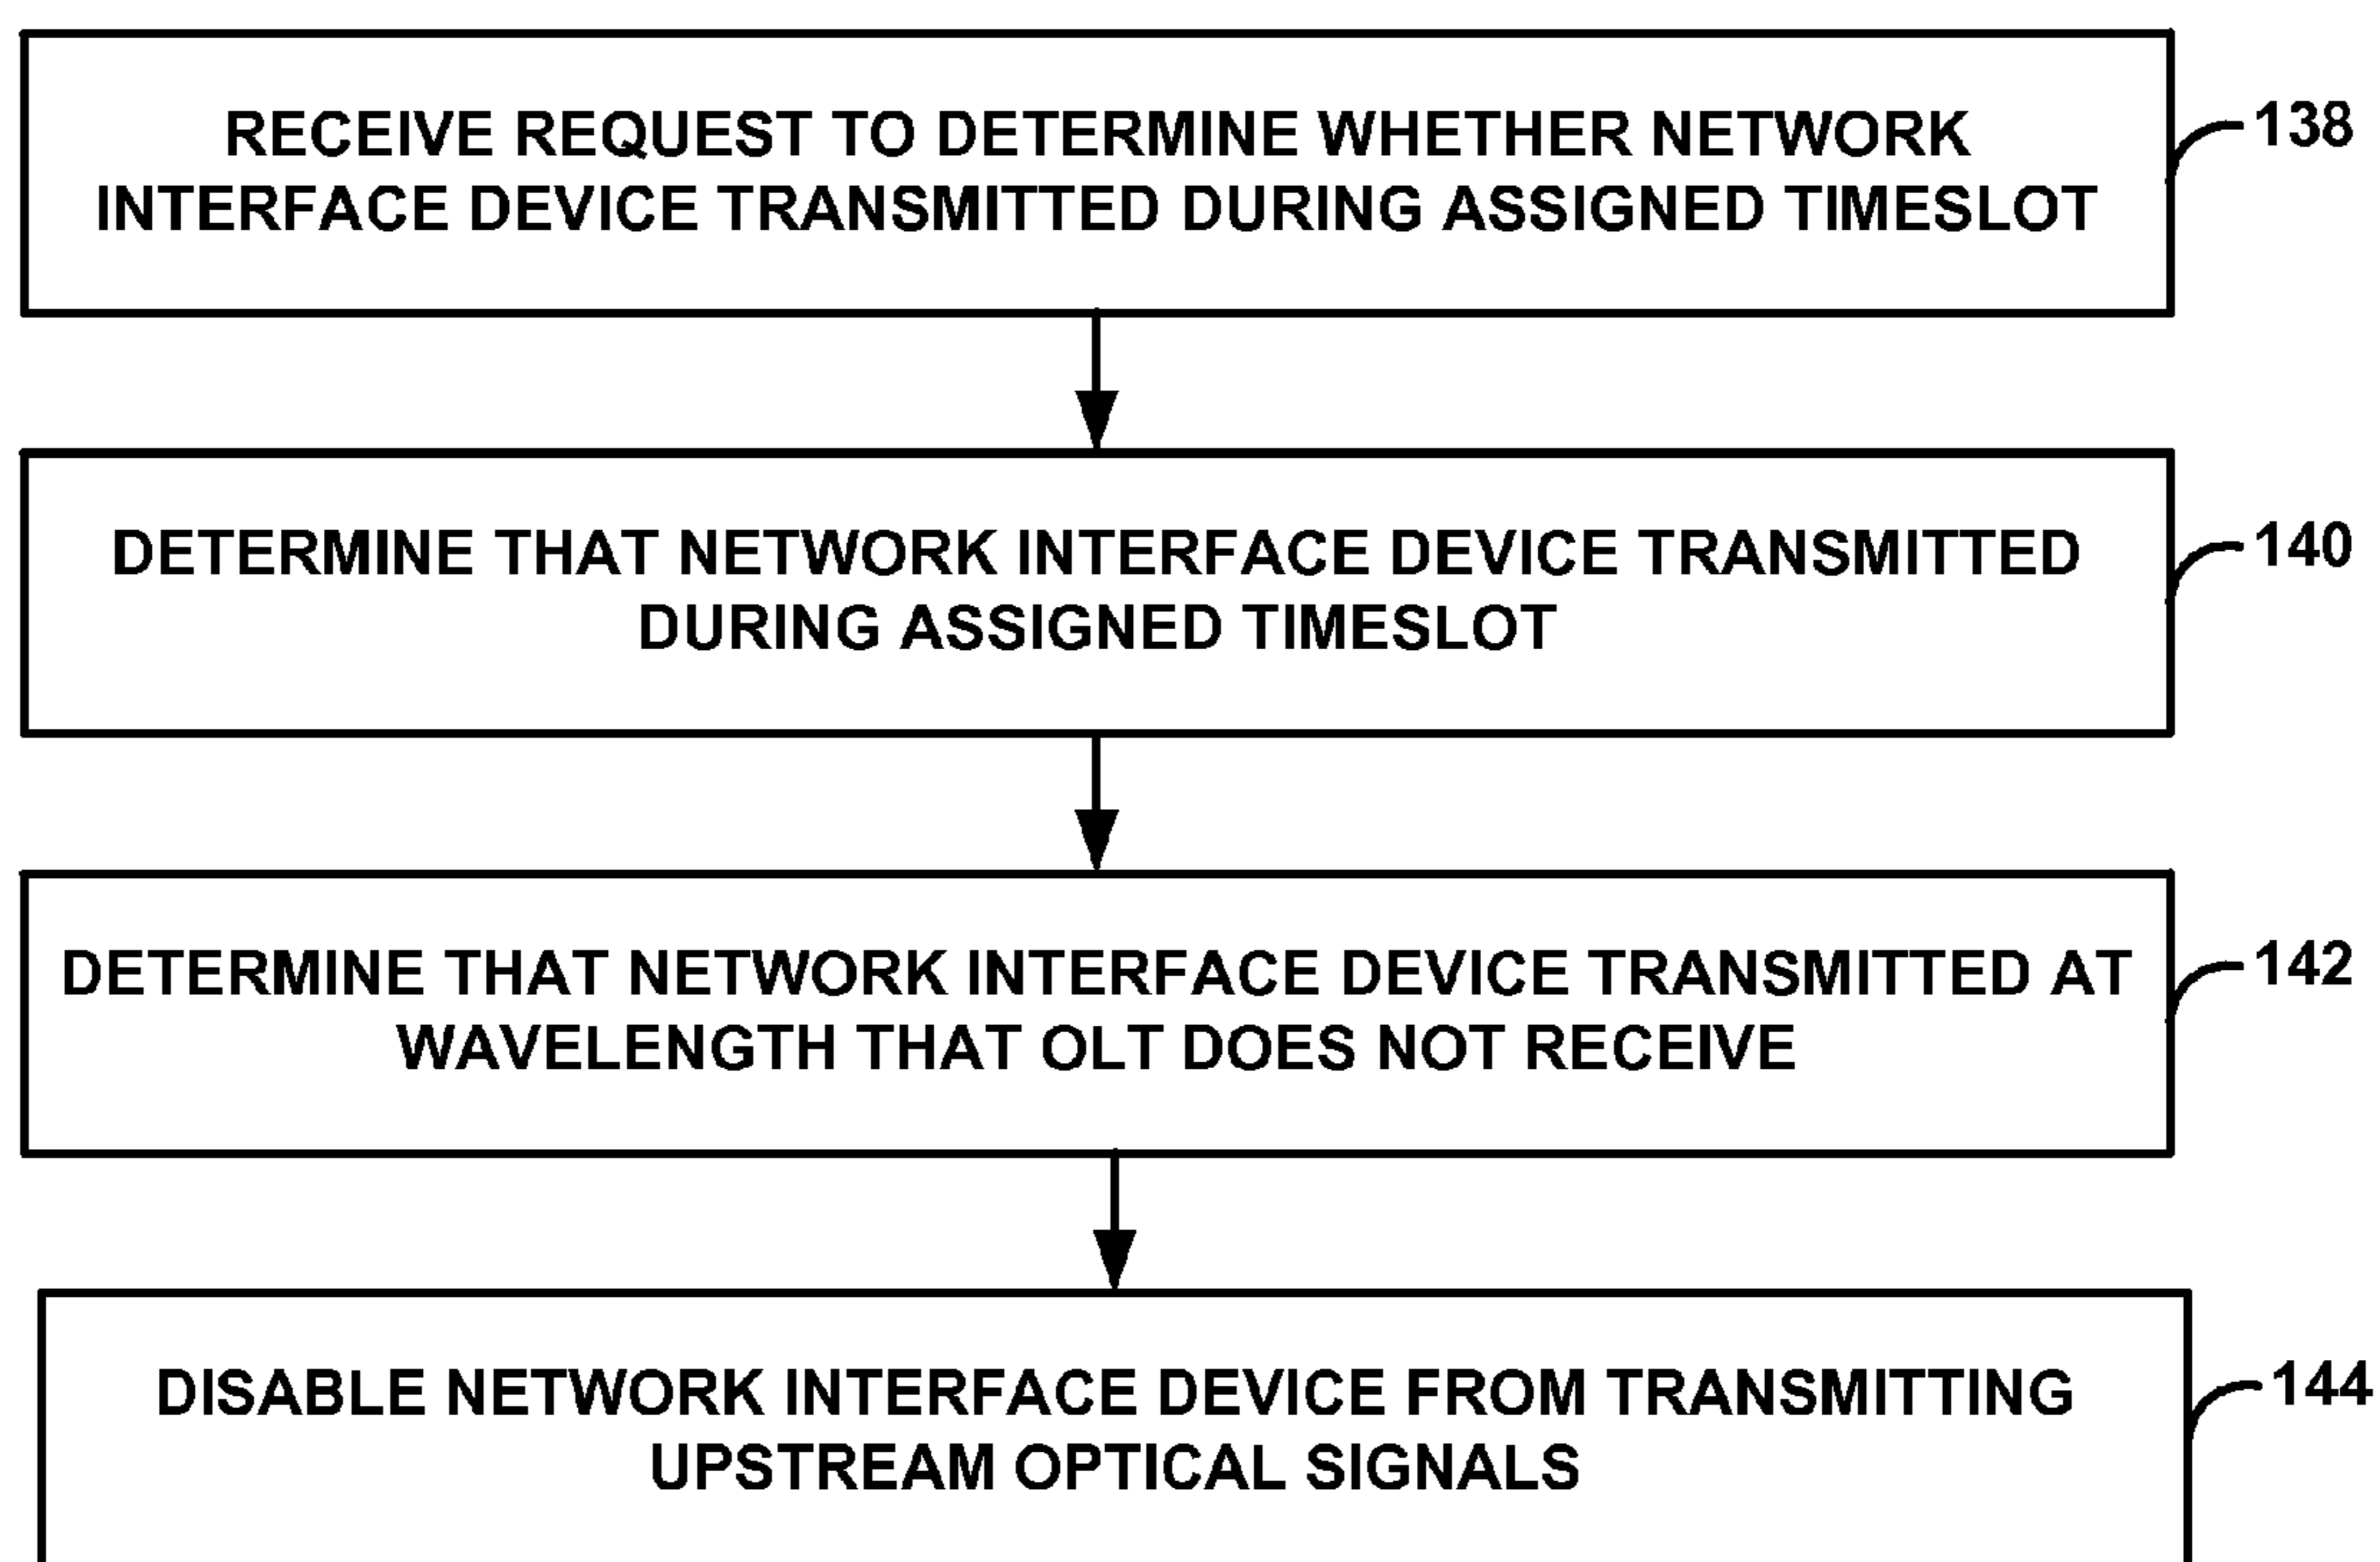 RECEIVE REQUEST TO DETERMINE WHETHER NETWORK
INTERFACE DEVICE TRANSMITTED DURING ASSIGNED TIMESLOT
138
DETERMINE THAT NETWORK INTERFACE DEVICE TRANSMITTED
DURING ASSIGNED TIMESLOT
140
DETERMINE THAT NETWORK INTERFACE DEVICE TRANSMITTED AT
WAVELENGTH THAT OLT DOES NOT RECEIVE
142
DISABLE NETWORK INTERFACE DEVICE FROM TRANSMITTING
UPSTREAM OPTICAL SIGNALS
144